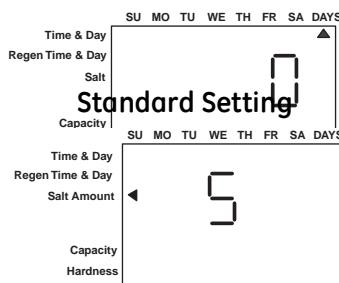 SU MO TU WE TH FR SA DAYS
Time & Day
Regen Time & Day
Salt
0
Standard Setting
Capacity
SU MO TU WE TH FR SA DAYS
Time & Day
Regen Time & Day
Salt Amount
5
Capacity
Hardness